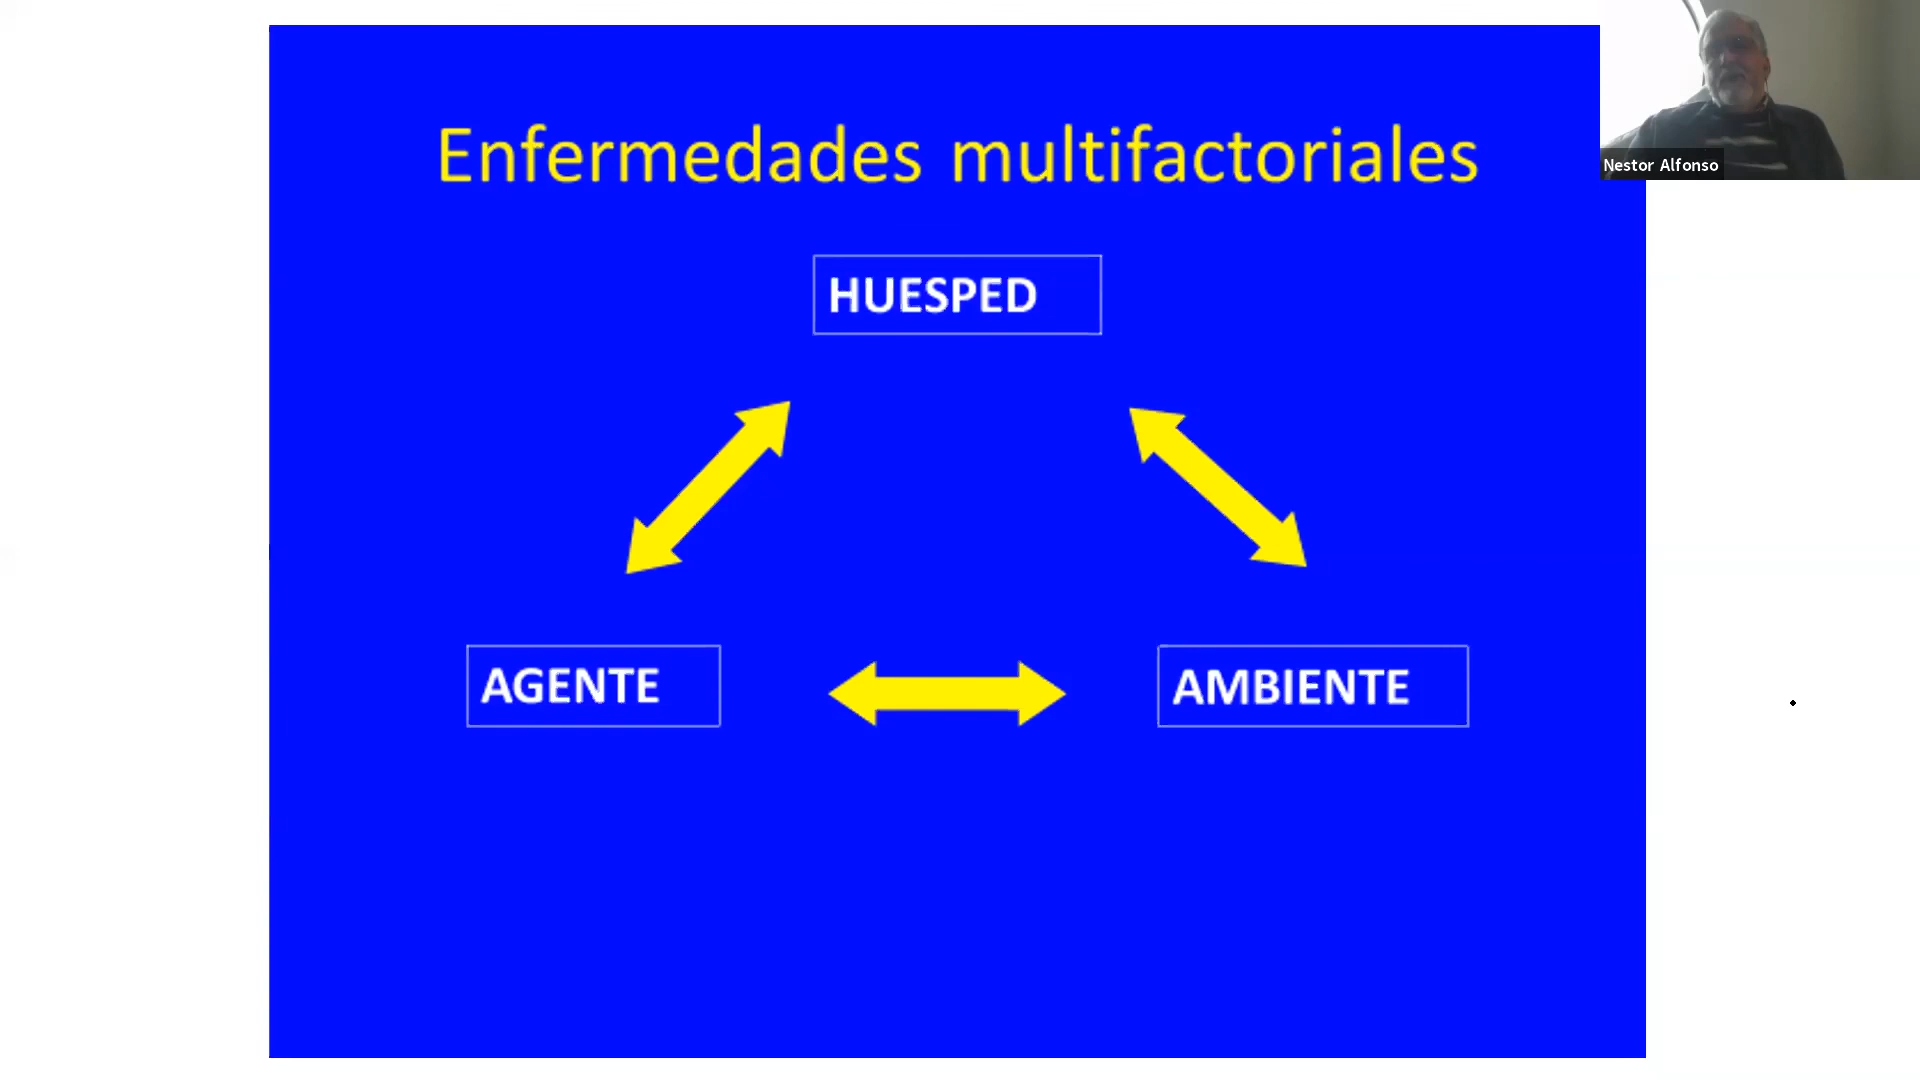 Enfermedades multifactoriales
Nestor Alfonso
HUESPED
AGENTE
AMBIENTE